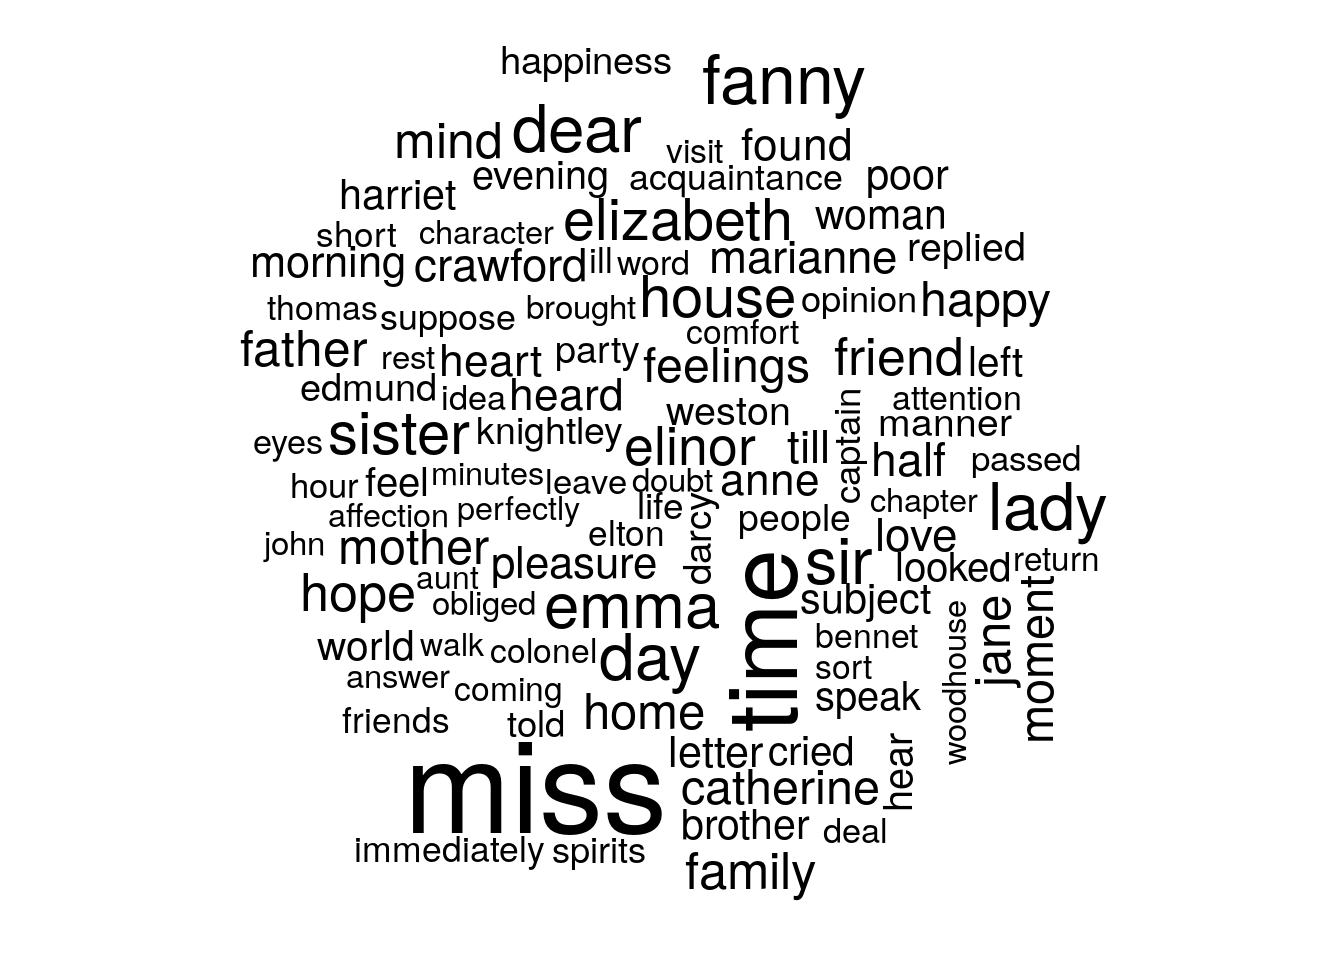 happiness fanny
mind dear visit found
harriet evening acquaintance poor
short character elizabeth woman
morning crawford ill word marianne replied
thomas suppose brought house opinion happy
comfort
father rest heart party feelings friend left
edmund idea heard weston captain attention
eyes sister knightley elinor till half manner passed
hour feel minutes leave doubt anne chapter lady
affection perfectly life darcy people love
john mother pleasure elton time sir looked return
hope aunt obliged emma subject woodhouse jane moment
world walk colonel day bennet
answer coming sort
friends told home speak
miss letter cried hear
catherine
brother deal
immediately spirits family